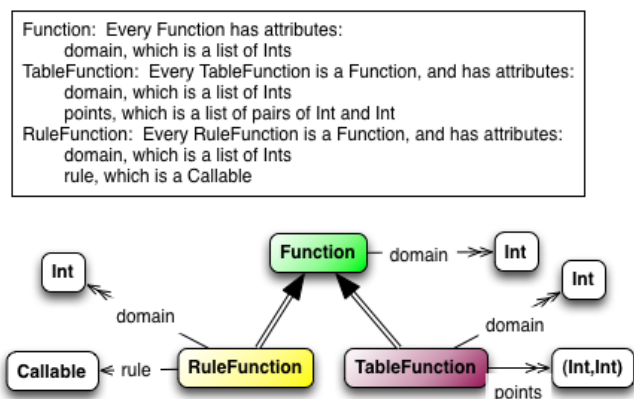 Function: Every Function has attributes:
domain, which is a list of Ints
TableFunction: Every TableFunction is a Function, and has attributes:
domain, which is a list of Ints
points, which is a list of pairs of Int and Int
RuleFunction: Every RuleFunction is a Function, and has attributes:
domain, which is a list of Ints
rule, which is a Callable
Function domain Int
Int Int
domain domain
Callable rule RuleFunction TableFunction (Int,Int)
points